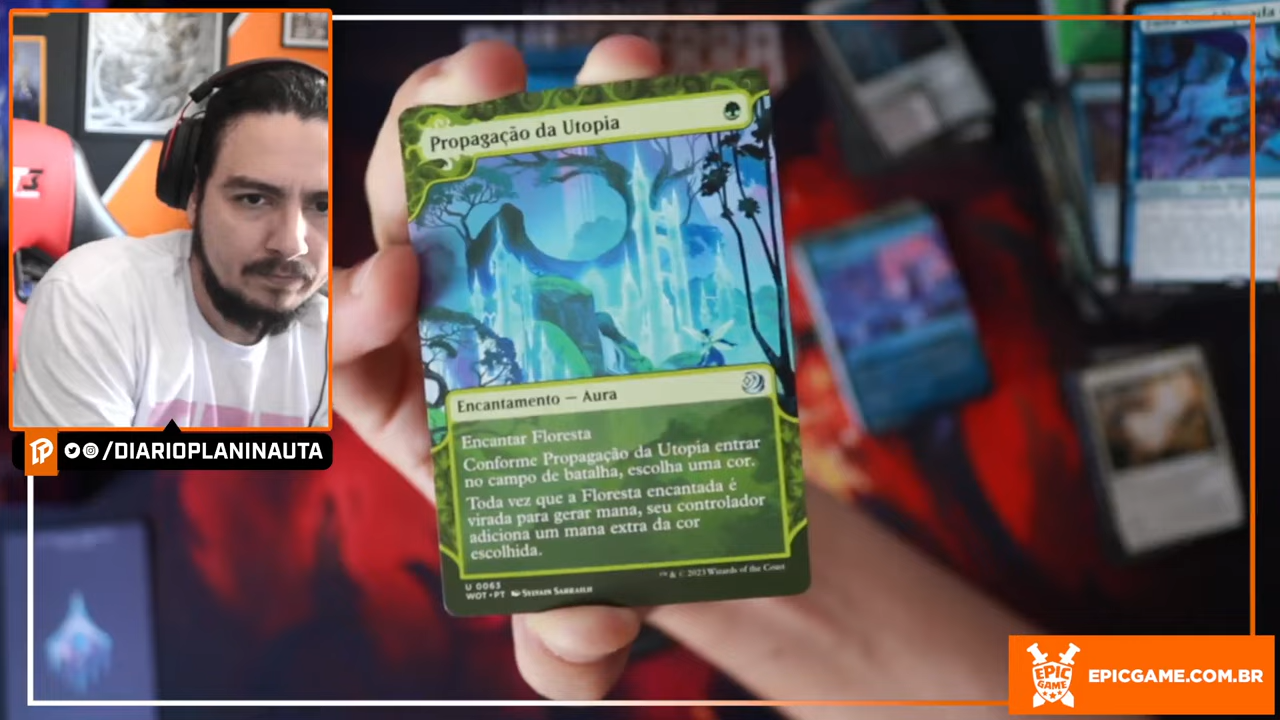 Propagação da Utopia
Encantamento — Aura
Encantar Floresta
Conforme Propagação da Utopia entrar
no campo de batalha, escolha uma cor.
Toda vez que a Floresta encantada é
virada para gerar mana, seu controlador
adiciona um mana extra da cor
escolhida.
U 0063
WOT • PT Sylvain Sarrailh
™ & © 2023 Wizards of the Coast
/DIARIOPLANINAUTA
EPIC
GAME
EPICGAME.COM.BR